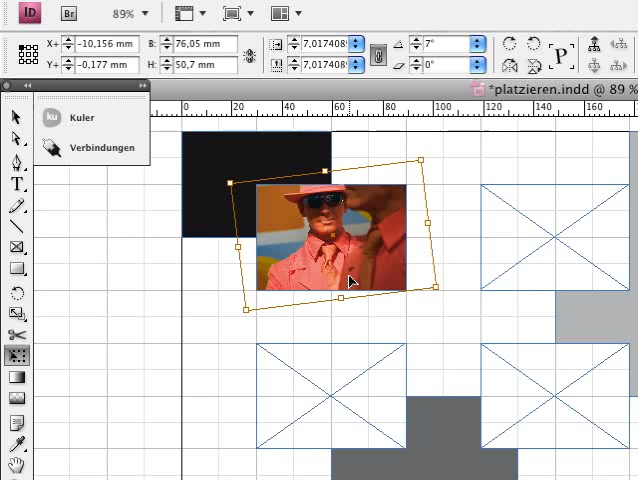 ID Br 89%
X+ -10,156 mm B: 76,05 mm 7,017408 7° P
Y+ -0,177 mm H: 50,7 mm 7,017408 0°
*platzieren.indd @ 89 %
0 20 40 60 80 100 120 140 160
ku Kuler
Verbindungen
T